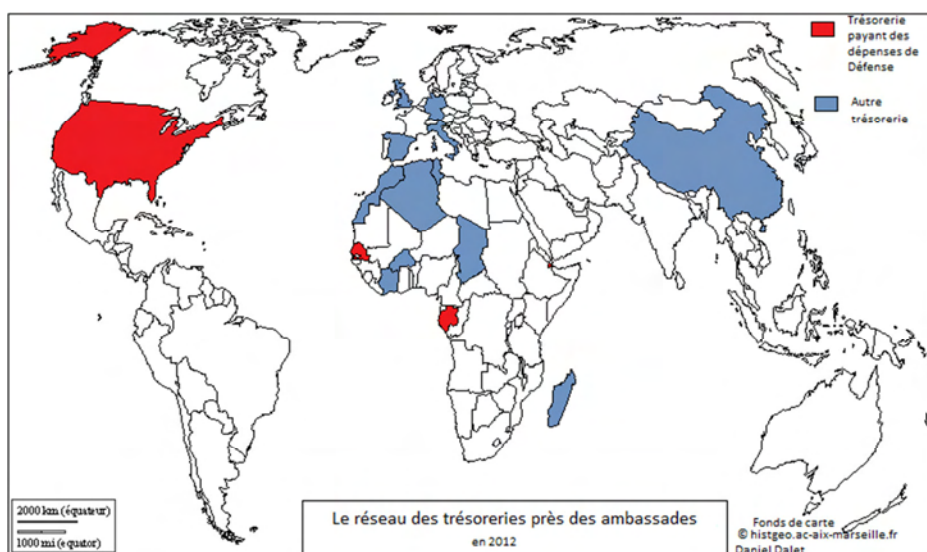 Trésorerie
payant des
dépenses de
Défense
Autre
trésorerie
2000 km (équateur)
1000 mi (equator)
Le réseau des trésoreries près des ambassades
en 2012
Fonds de carte
© histgeo.ac-aix-marseille.fr
Daniel Dalet